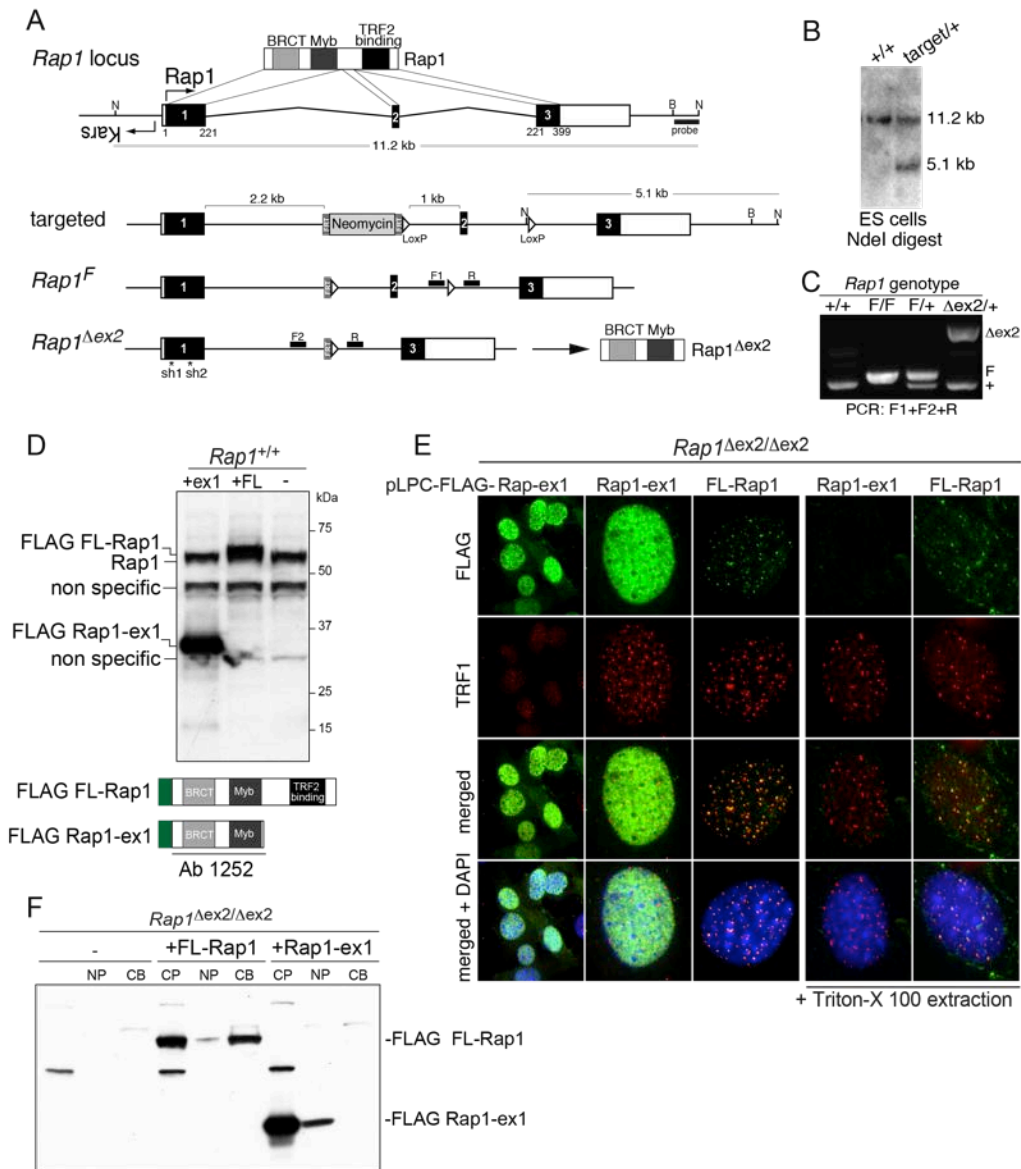 A
Rap1 locus
BRCT Myb TRF2 binding
Rap1
Rap1
N
Kars
1
1
221
2
221
3
399
B
N
probe
11.2 kb
targeted
1
2.2 kb
Neomycin
LoxP
1 kb
2
N
LoxP
5.1 kb
3
B
N
Rap1F
1
2
F1
R
3
Rap1Δex2
1
sh1 sh2
* *
F2
R
3
BRCT Myb
Rap1Δex2
B
+/+ target/+
11.2 kb
5.1 kb
ES cells
NdeI digest
C
Rap1 genotype
+/+ F/F F/+ Δex2/+
Δex2
F
+
PCR: F1+F2+R
D
Rap1+/+
+ex1 +FL -
kDa
75
50
37
25
15
FLAG FL-Rap1
Rap1
non specific
FLAG Rap1-ex1
non specific
FLAG FL-Rap1
BRCT Myb TRF2 binding
FLAG Rap1-ex1
BRCT Myb
Ab 1252
E
Rap1Δex2/Δex2
pLPC-FLAG-Rap-ex1 Rap1-ex1 FL-Rap1 Rap1-ex1 FL-Rap1
FLAG
TRF1
merged
merged + DAPI
+ Triton-X 100 extraction
F
Rap1Δex2/Δex2
- +FL-Rap1 +Rap1-ex1
NP CB CP NP CB CP NP CB
-FLAG FL-Rap1
-FLAG Rap1-ex1